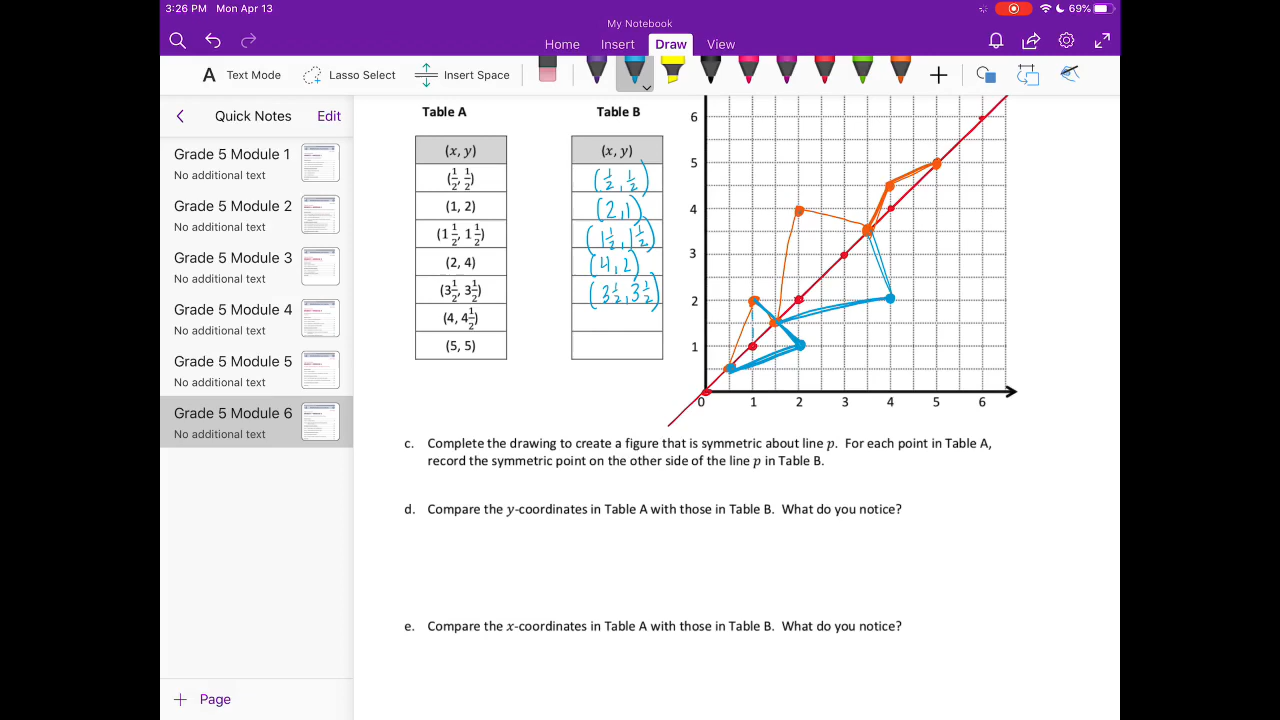 3:26 PM Mon Apr 13
69%
My Notebook
Home Insert Draw View
Text Mode Lasso Select Insert Space
Quick Notes Edit
Grade 5 Module 1
No additional text
Grade 5 Module 2
No additional text
Grade 5 Module 3
No additional text
Grade 5 Module 4
No additional text
Grade 5 Module 5
No additional text
Grade 5 Module 6
No additional text
+ Page
Table A
(x, y)
(1/2, 1/2)
(1, 2)
(1 1/2, 1 1/2)
(2, 4)
(3 1/2, 3 1/2)
(4, 4 1/2)
(5, 5)
Table B
(x, y)
(1/2, 1/2)
(2, 1)
(1 1/2, 1 1/2)
(4, 2)
(3 1/2, 3 1/2)
6
5
4
3
2
1
0 1 2 3 4 5 6
c. Complete the drawing to create a figure that is symmetric about line p. For each point in Table A,
record the symmetric point on the other side of the line p in Table B.
d. Compare the y-coordinates in Table A with those in Table B. What do you notice?
e. Compare the x-coordinates in Table A with those in Table B. What do you notice?